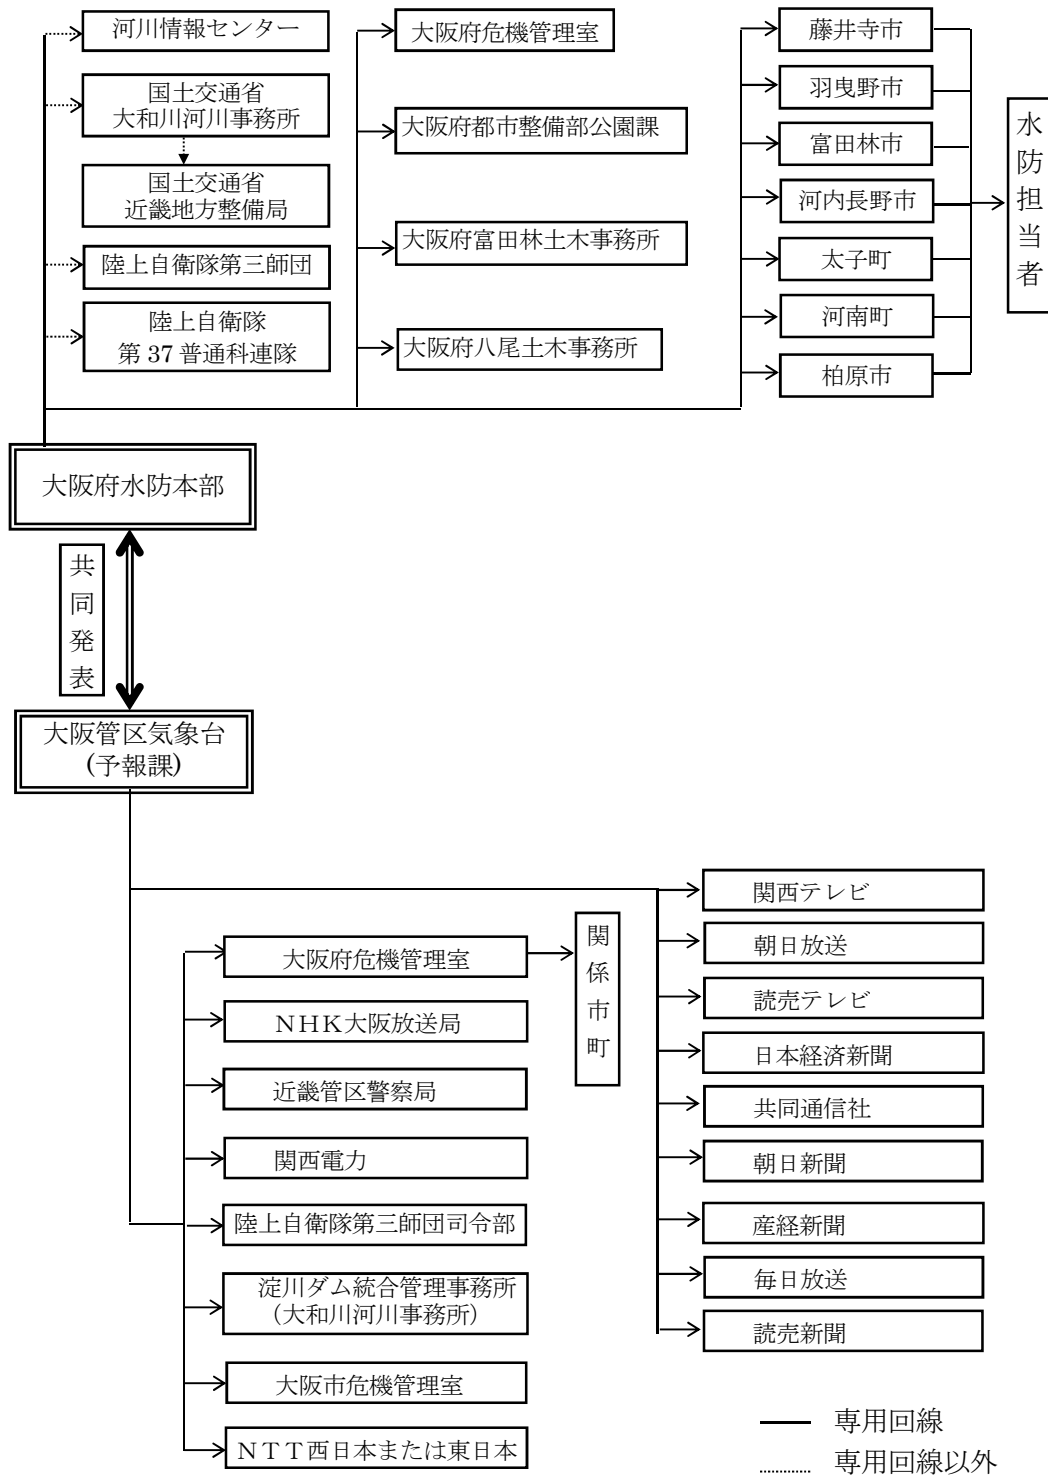 河川情報センター
国土交通省
大和川河川事務所
国土交通省
近畿地方整備局
陸上自衛隊第三師団
陸上自衛隊
第 37 普通科連隊
大阪府危機管理室
大阪府都市整備部公園課
大阪府富田林土木事務所
大阪府八尾土木事務所
藤井寺市
羽曳野市
富田林市
河内長野市
太子町
河南町
柏原市
水防担当者
大阪府水防本部
共同発表
大阪管区気象台
(予報課)
大阪府危機管理室
NHK大阪放送局
近畿管区警察局
関西電力
陸上自衛隊第三師団司令部
淀川ダム統合管理事務所
（大和川河川事務所）
大阪市危機管理室
NTT西日本または東日本
関係市町
関西テレビ
朝日放送
読売テレビ
日本経済新聞
共同通信社
朝日新聞
産経新聞
毎日放送
読売新聞
専用回線
専用回線以外